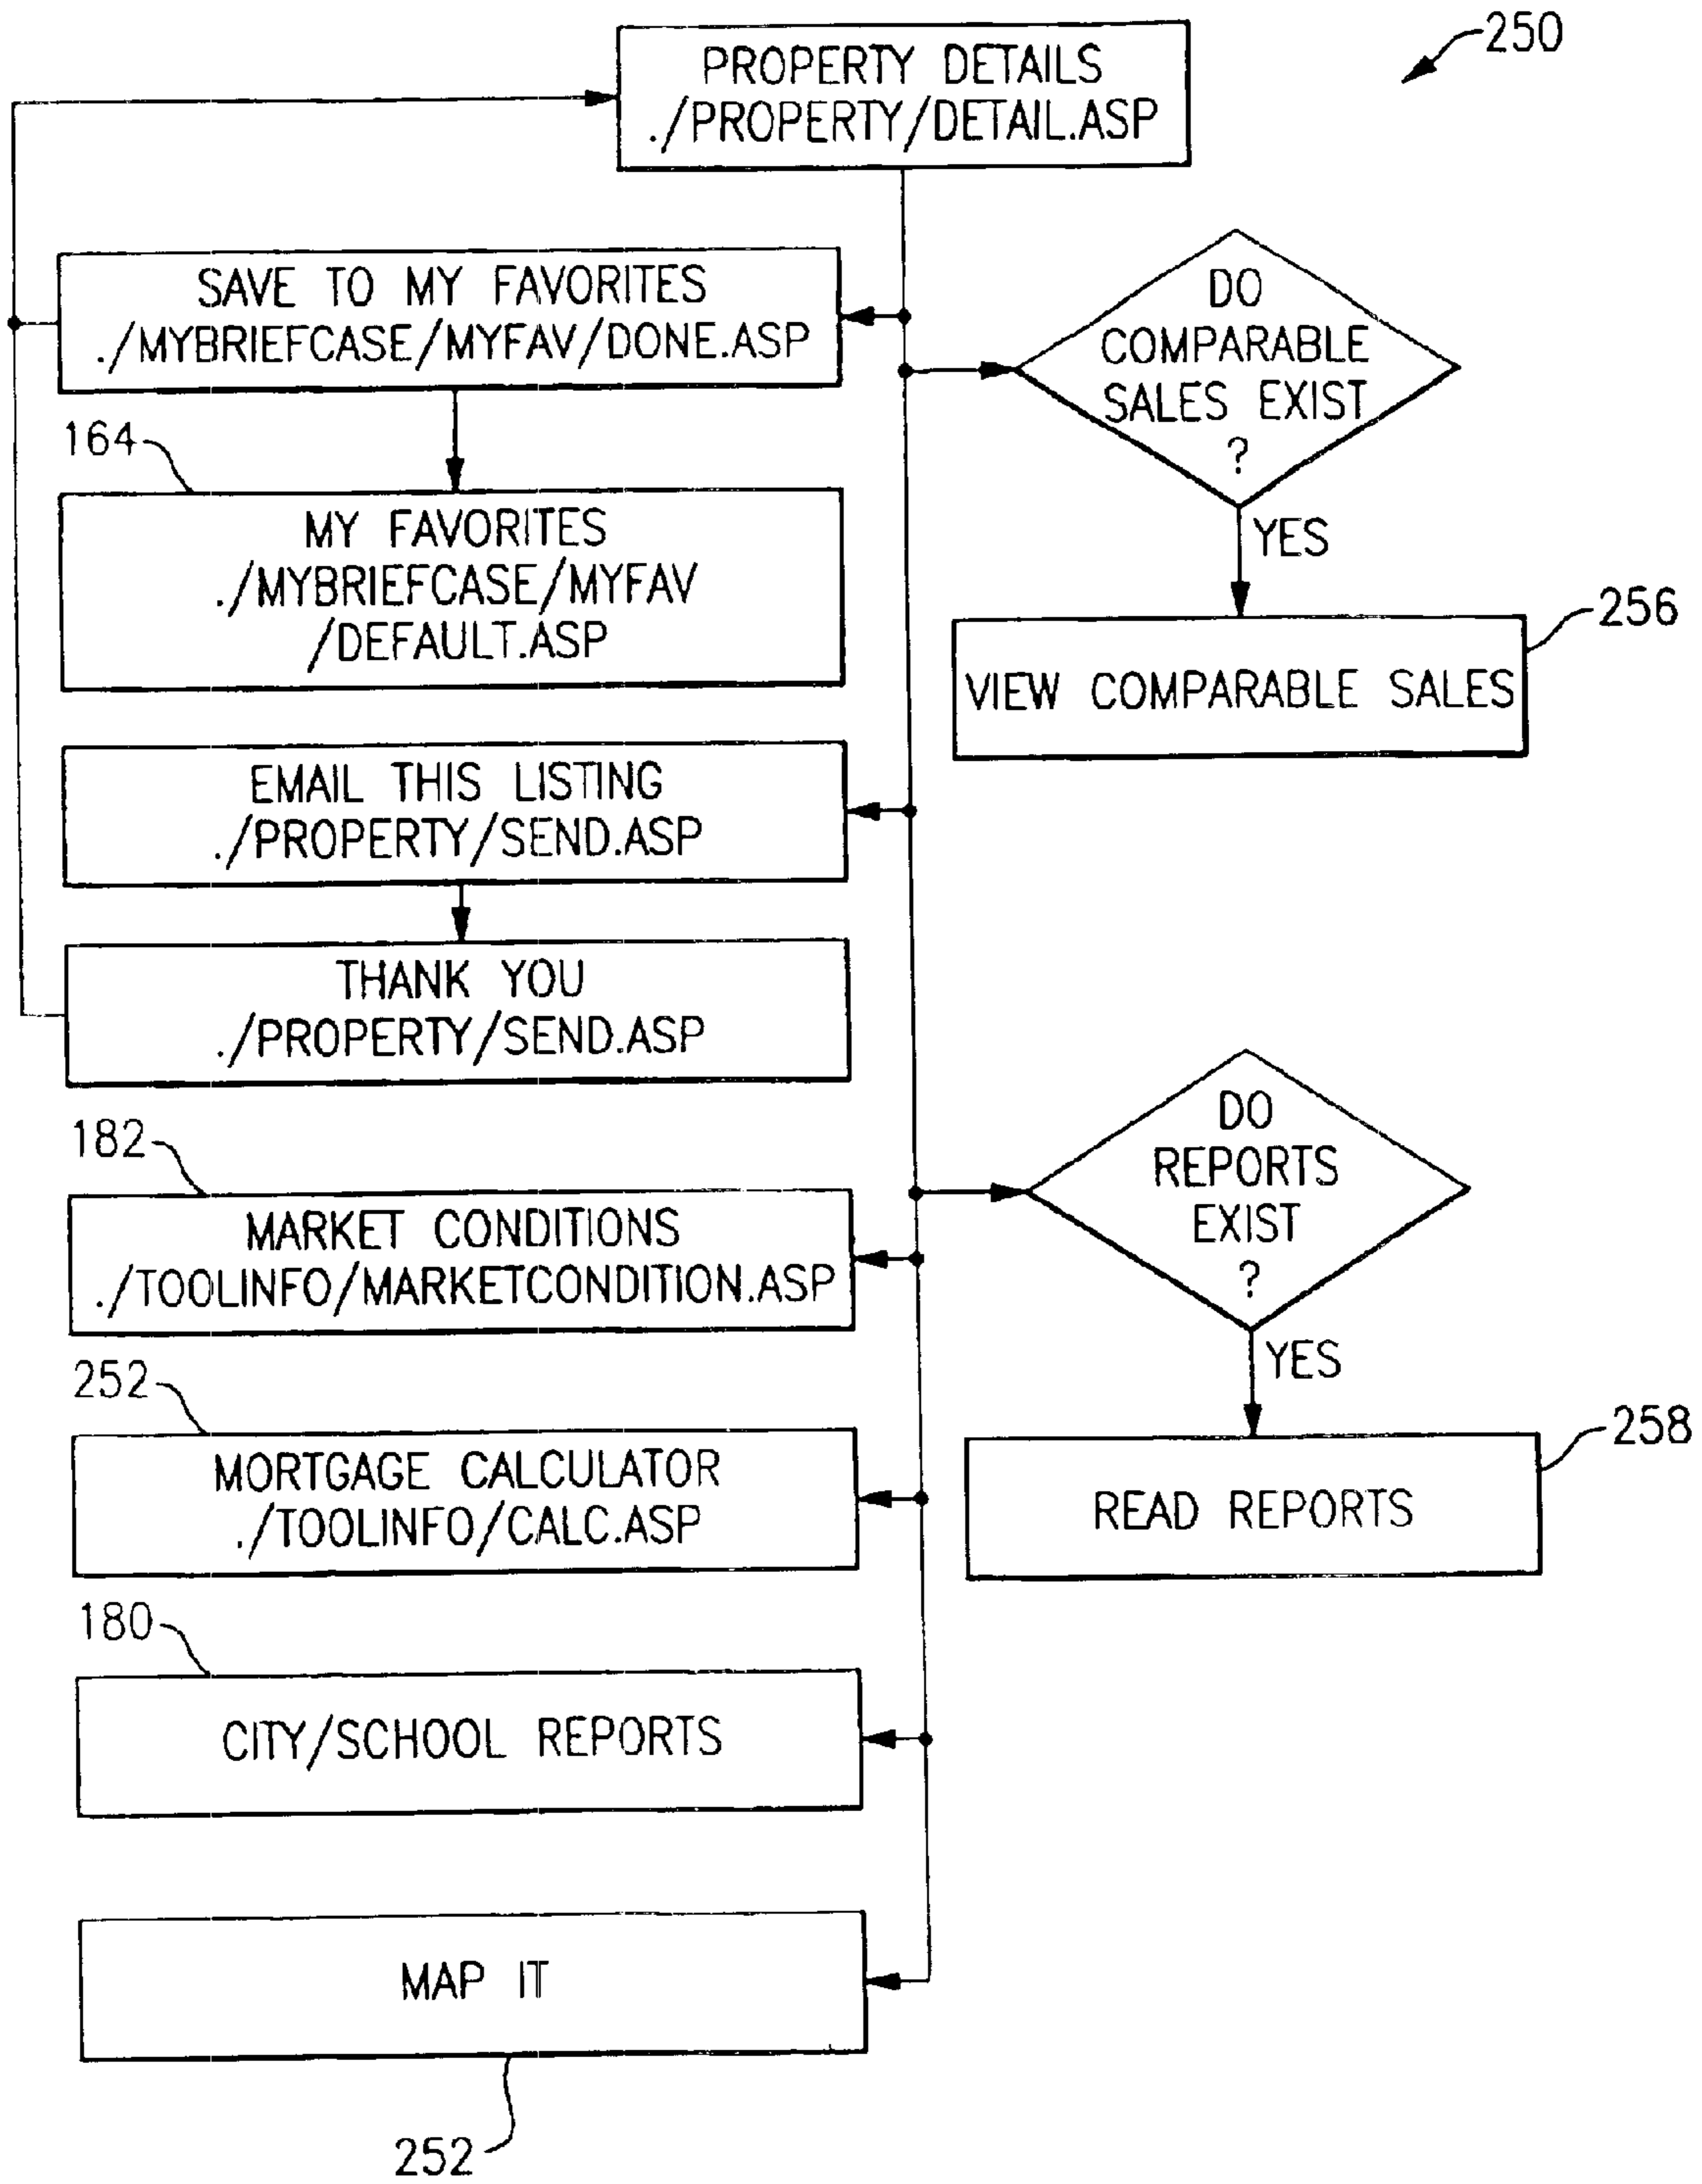 250
PROPERTY DETAILS
./PROPERTY/DETAIL.ASP
SAVE TO MY FAVORITES
./MYBRIEFCASE/MYFAV/DONE.ASP
DO
COMPARABLE
SALES EXIST
?
YES
164
MY FAVORITES
./MYBRIEFCASE/MYFAV
/DEFAULT.ASP
256
VIEW COMPARABLE SALES
EMAIL THIS LISTING
./PROPERTY/SEND.ASP
THANK YOU
./PROPERTY/SEND.ASP
DO
REPORTS
EXIST
?
YES
182
MARKET CONDITIONS
./TOOLINFO/MARKETCONDITION.ASP
252
MORTGAGE CALCULATOR
./TOOLINFO/CALC.ASP
258
READ REPORTS
180
CITY/SCHOOL REPORTS
MAP IT
252